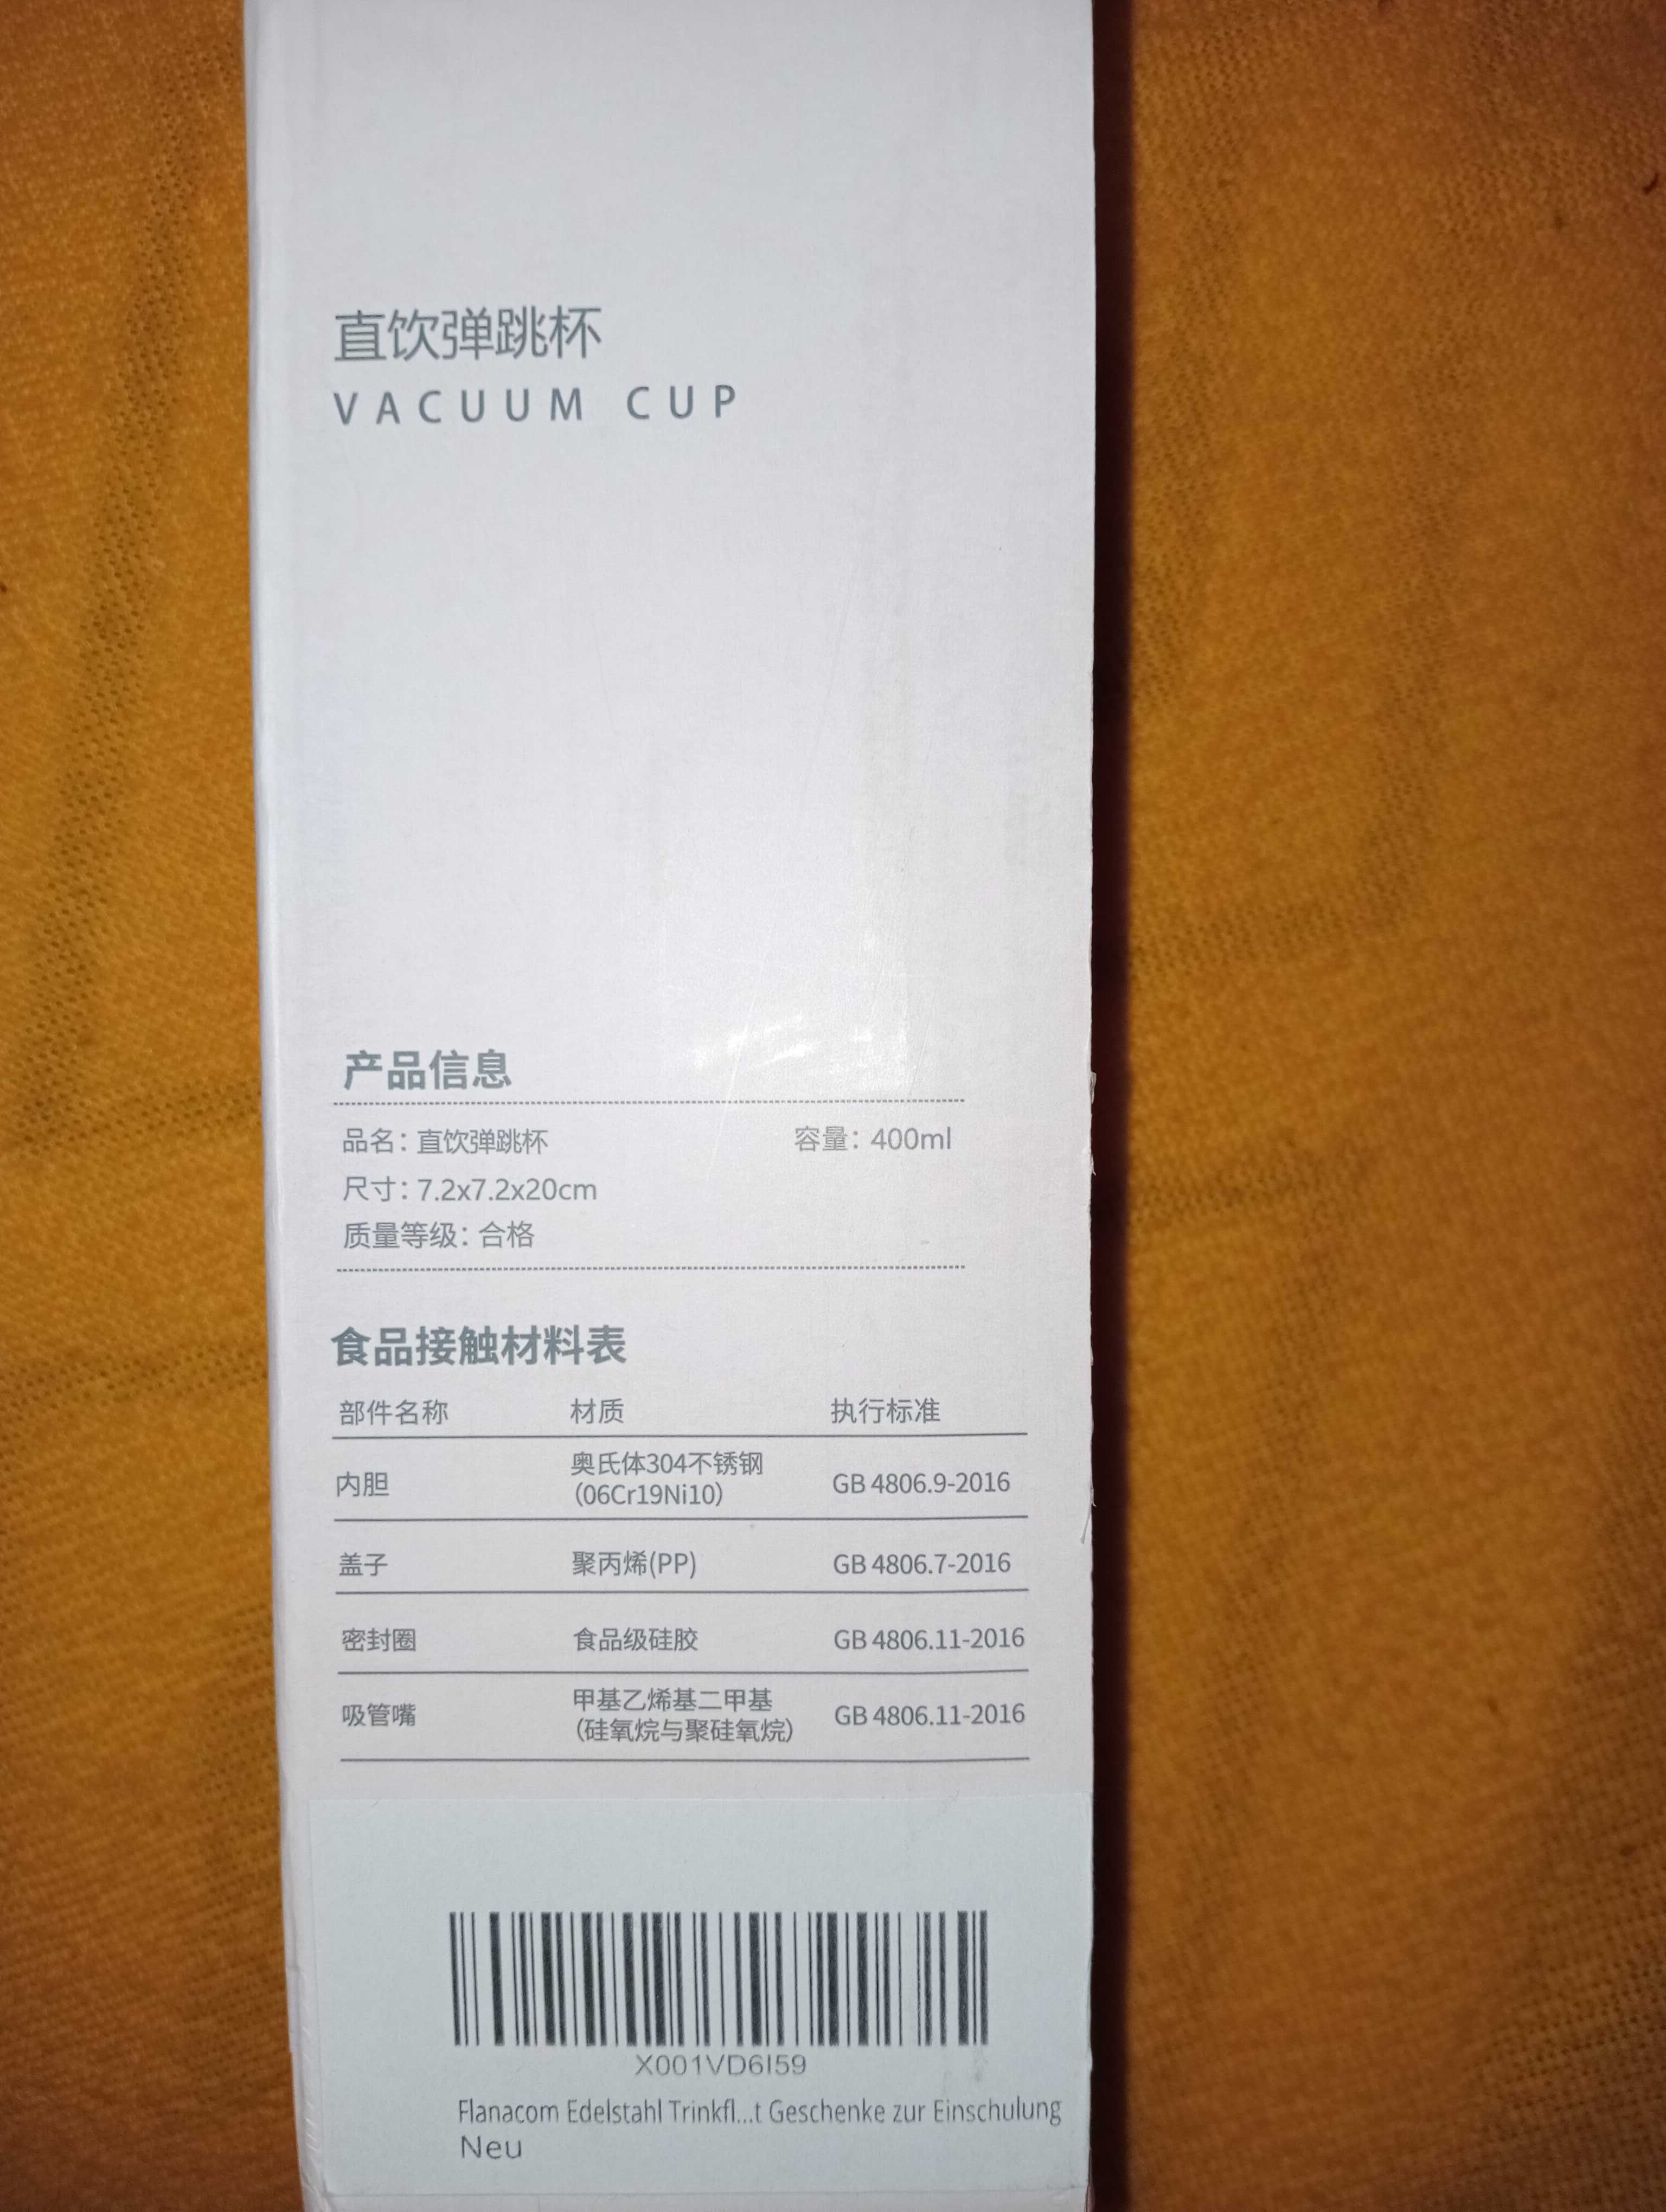 直饮弹跳杯
VACUUM CUP
产品信息
品名：直饮弹跳杯 容量：400ml
尺寸：7.2x7.2x20cm
质量等级：合格
食品接触材料表
部件名称 材质 执行标准
内胆 奥氏体304不锈钢 (06Cr19Ni10) GB 4806.9-2016
盖子 聚丙烯(PP) GB 4806.7-2016
密封圈 食品级硅胶 GB 4806.11-2016
吸管嘴 甲基乙烯基二甲基 (硅氧烷与聚硅氧烷) GB 4806.11-2016
X001VD6I59
Flanacom Edelstahl Trinkfl...t Geschenke zur Einschulung
Neu